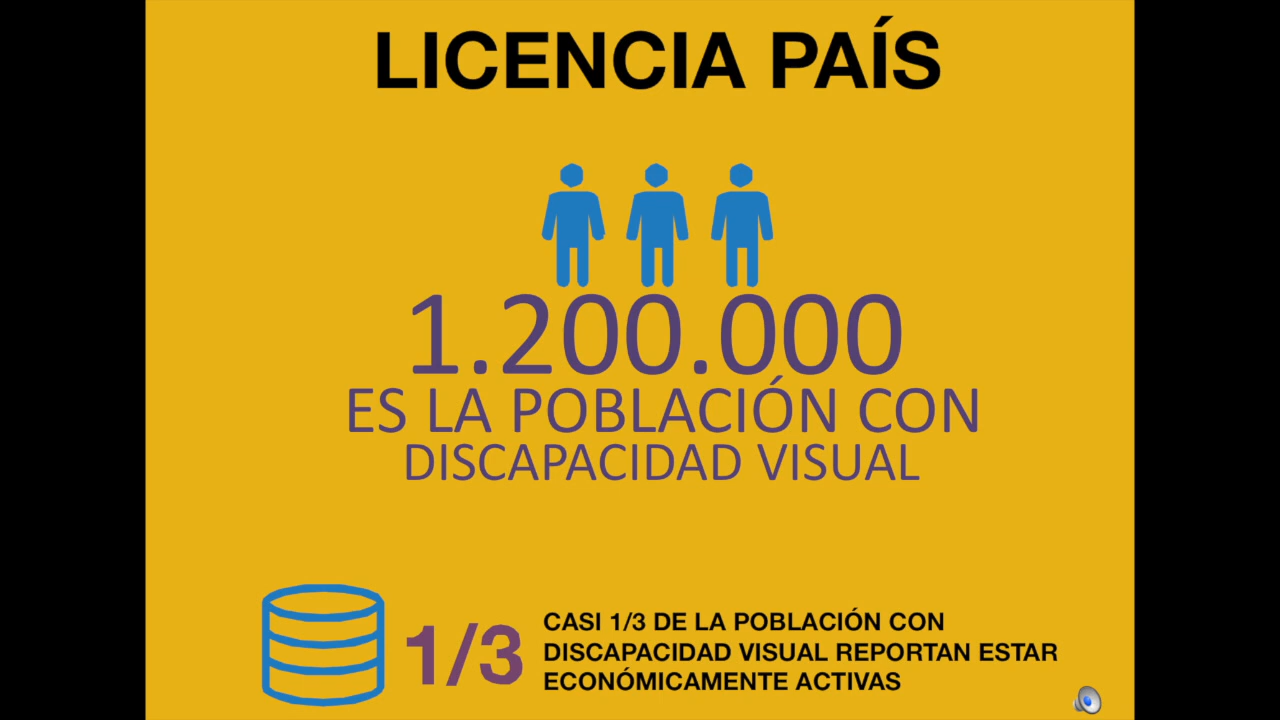 LICENCIA PAÍS
1.200.000
ES LA POBLACIÓN CON
DISCAPACIDAD VISUAL
1/3
CASI 1/3 DE LA POBLACIÓN CON
DISCAPACIDAD VISUAL REPORTAN ESTAR
ECONÓMICAMENTE ACTIVAS